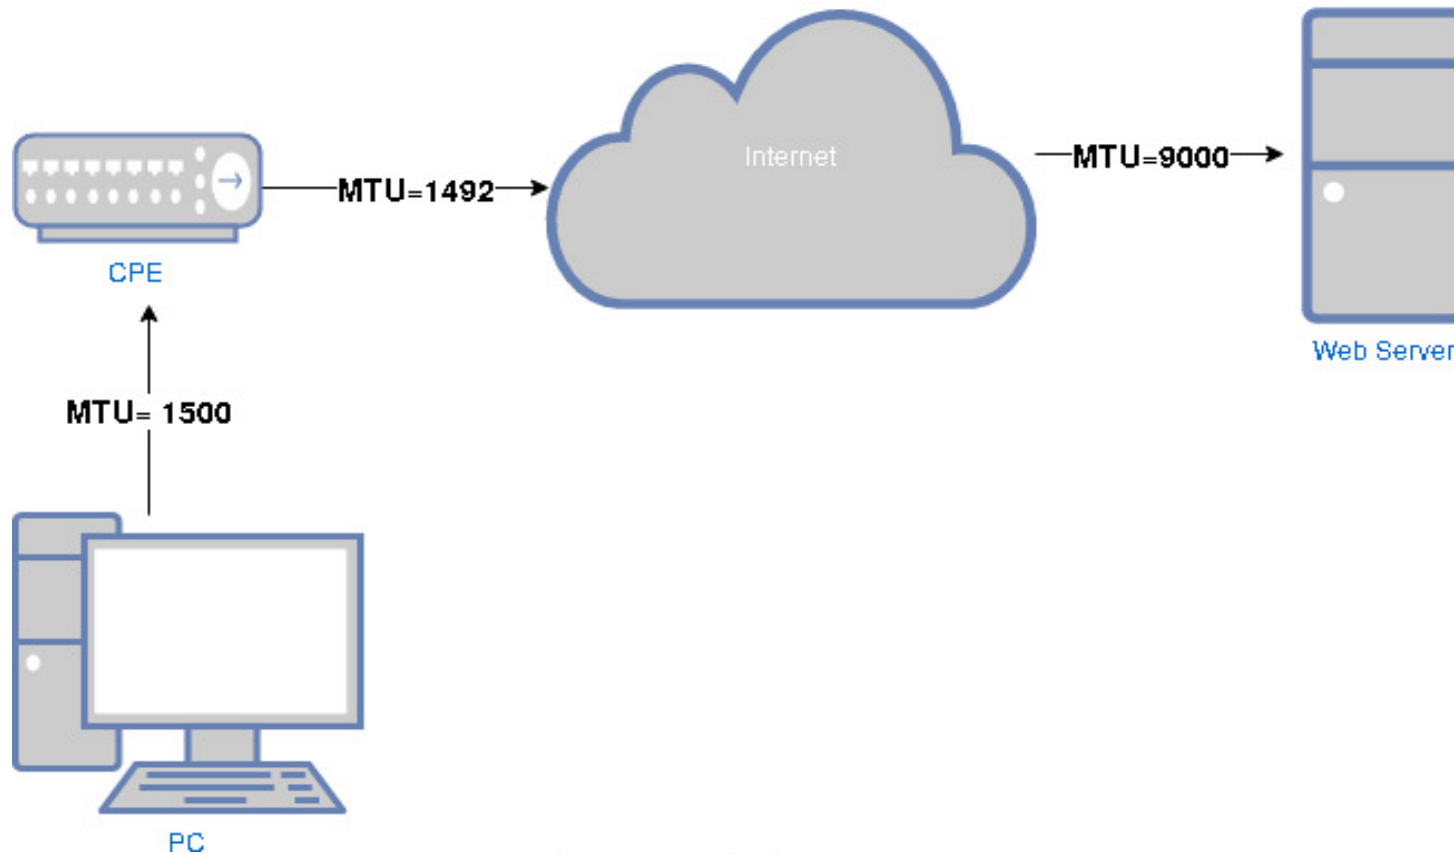 Internet
MTU=9000
MTU=1492
CPE
Web Server
MTU= 1500
PC